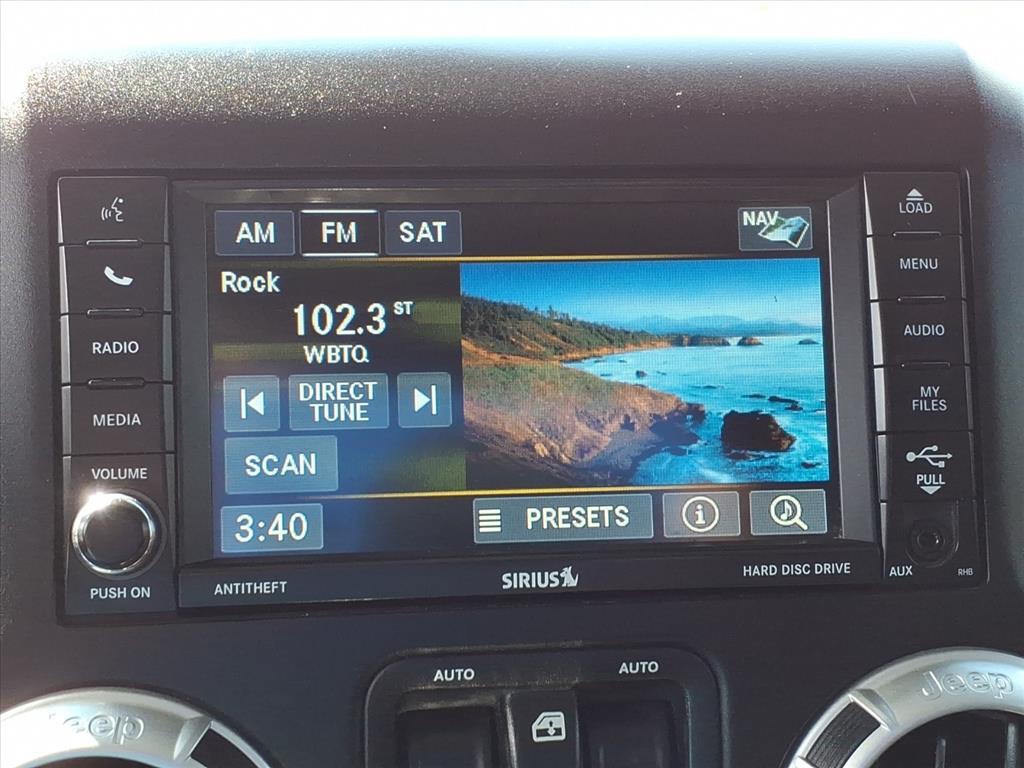 AM FM SAT NAV
LOAD
MENU
AUDIO
MY
FILES
PULL
AUX RHB
RADIO
MEDIA
VOLUME
PUSH ON
Rock
102.3 ST
WBTQ
DIRECT
TUNE
SCAN
3:40 PRESETS i
ANTITHEFT SIRIUS HARD DISC DRIVE
AUTO AUTO
Jeep Jeep